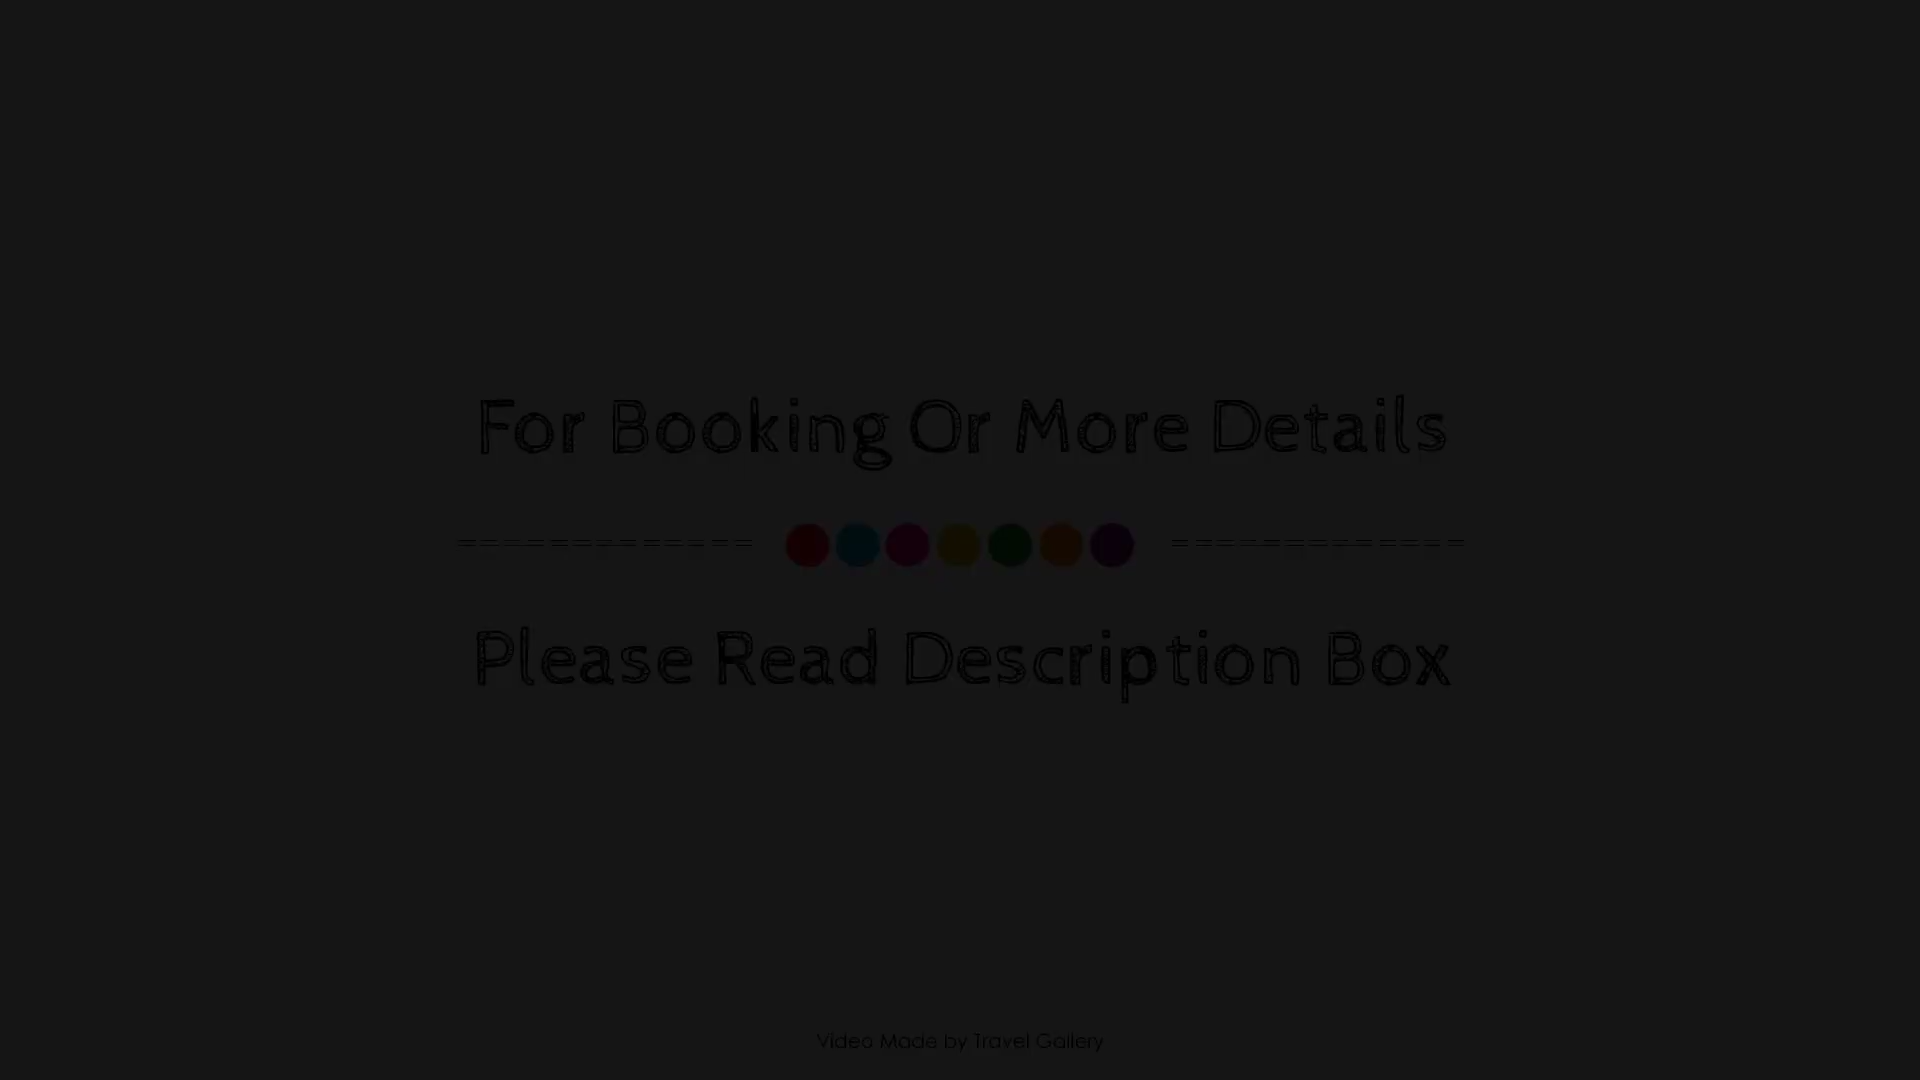 For Booking Or More Details
============= =============
Please Read Description Box
Video Made by Travel Gallery